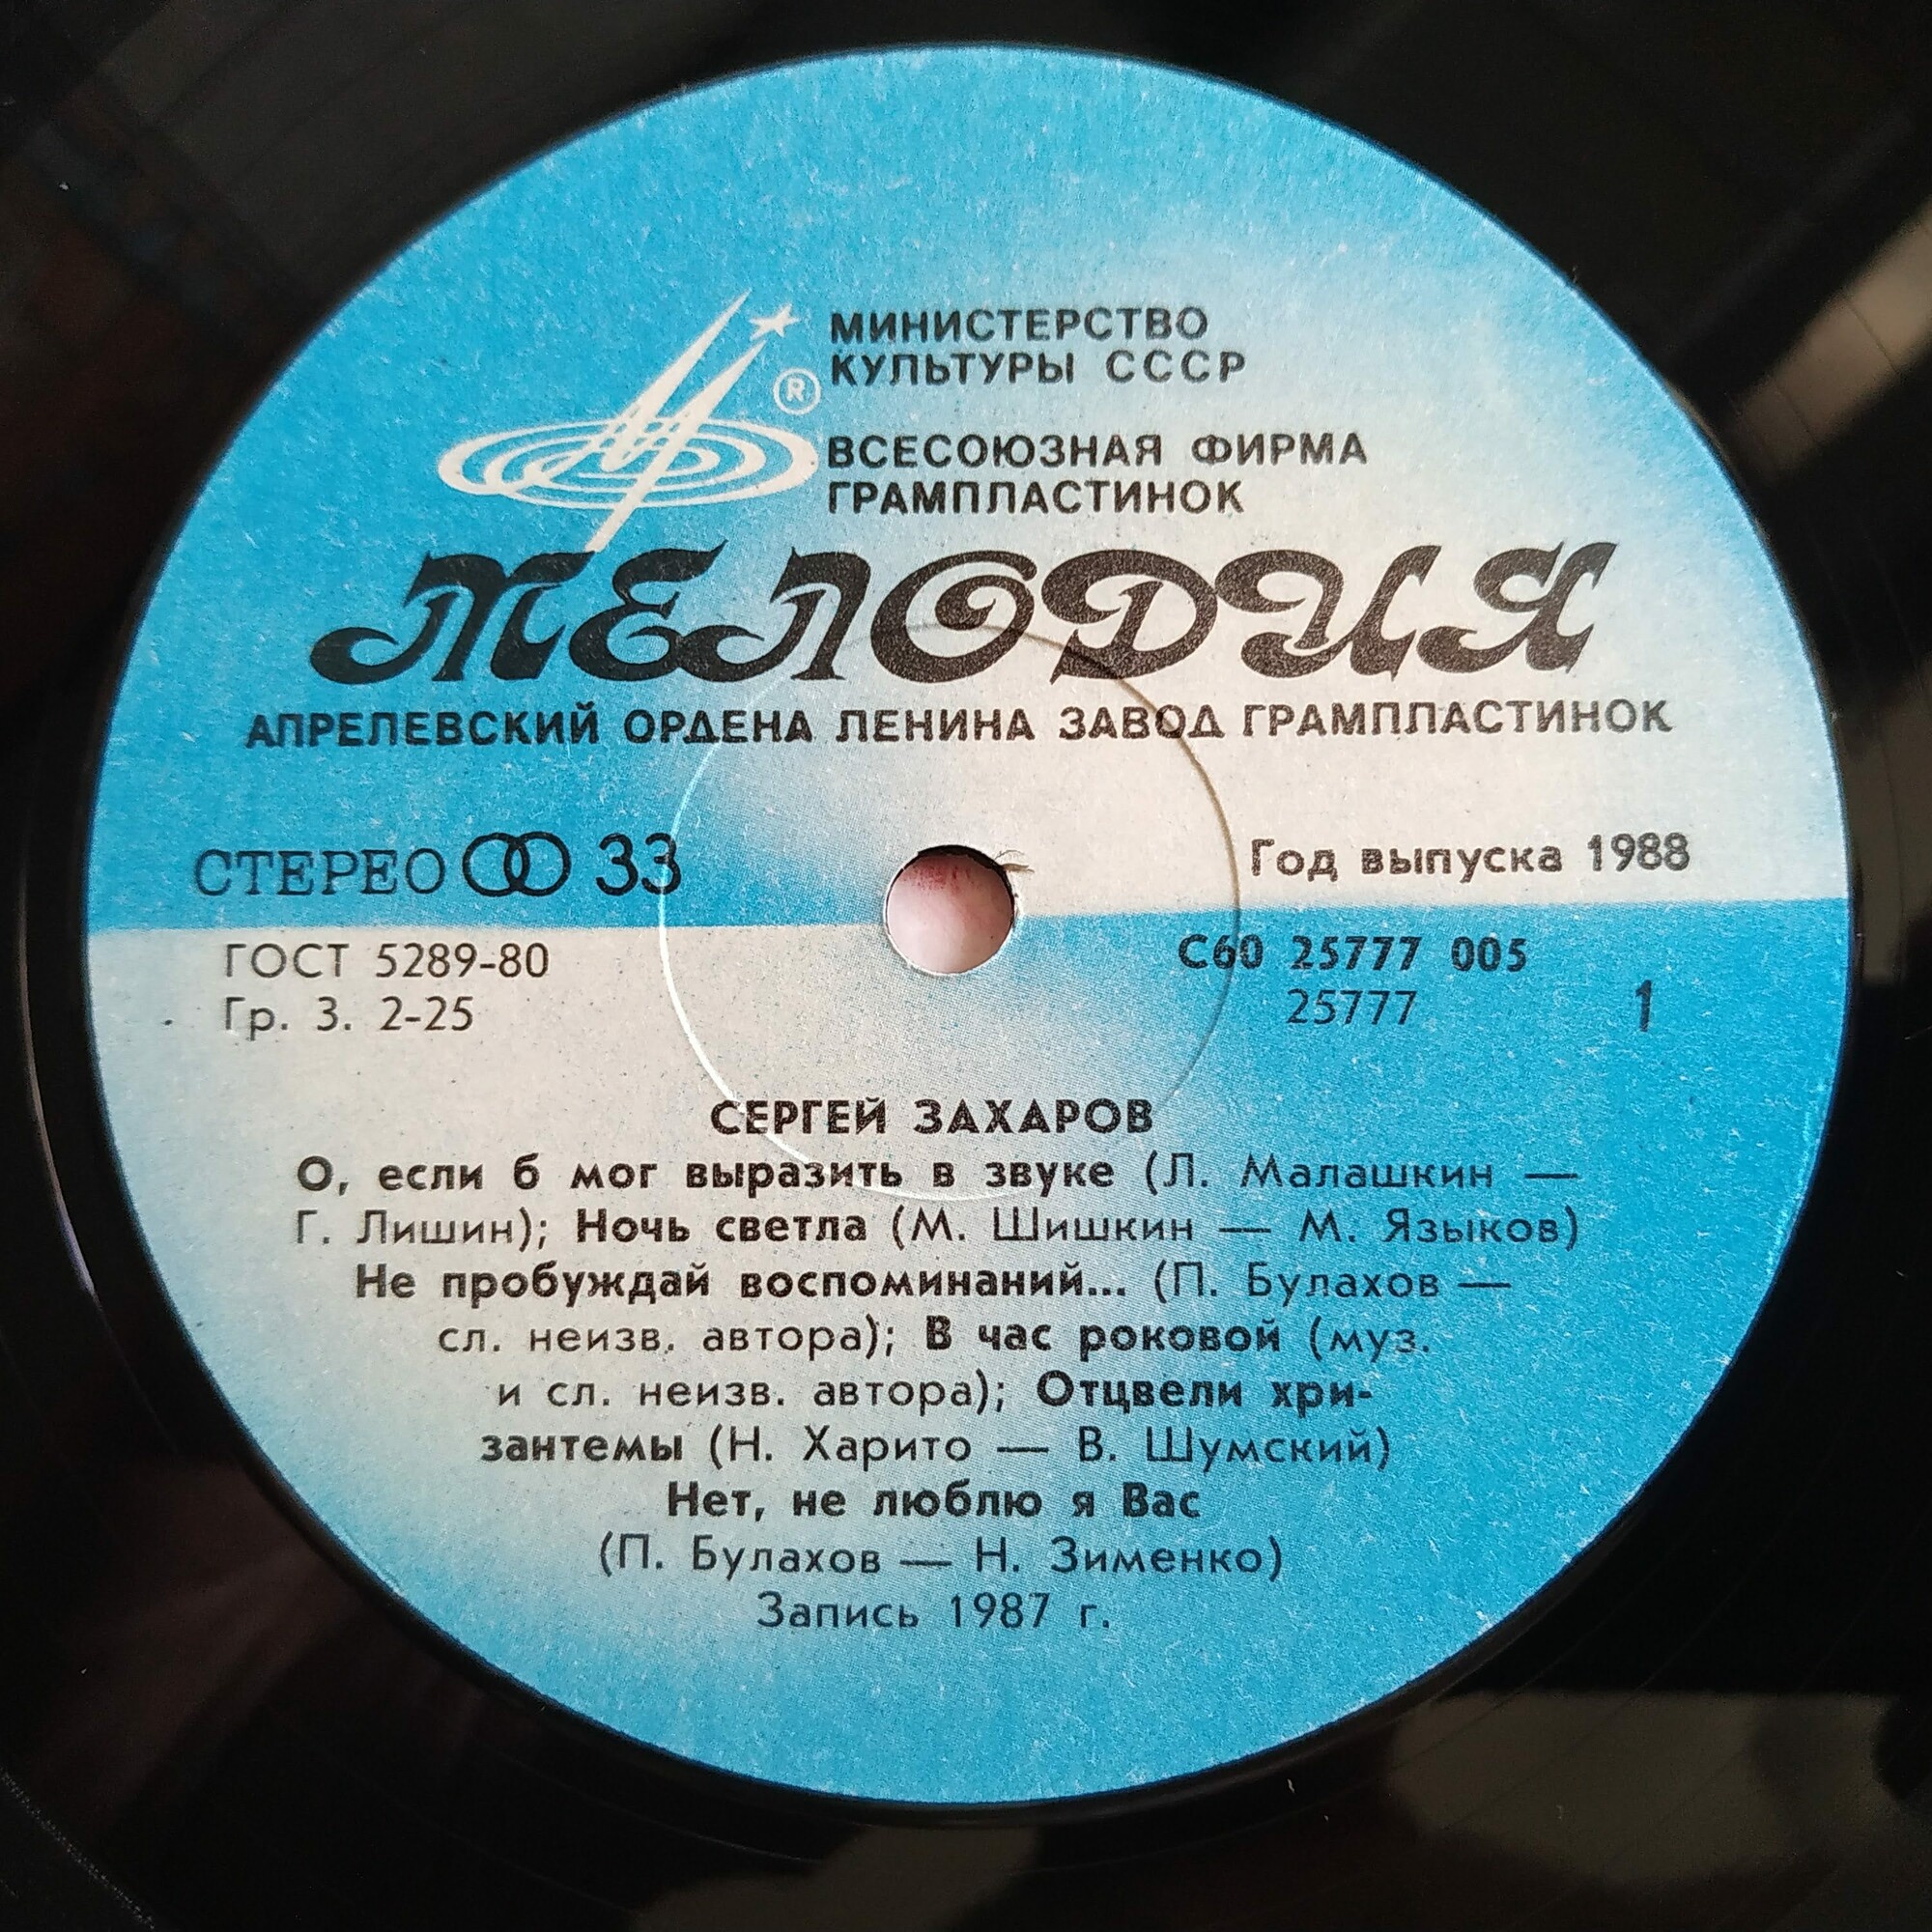 МИНИСТЕРСТВО
КУЛЬТУРЫ СССР
®
ВСЕСОЮЗНАЯ ФИРМА
ГРАМПЛАСТИНОК
МЕЛОДИЯ
АПРЕЛЕВСКИЙ ОРДЕНА ЛЕНИНА ЗАВОД ГРАМПЛАСТИНОК
СТЕРЕО 33
Год выпуска 1988
ГОСТ 5289-80
Гр. 3. 2-25
С60 25777 005
25777
1
СЕРГЕЙ ЗАХАРОВ
О, если б мог выразить в звуке (Л. Малашкин —
Г. Лишин); Ночь светла (М. Шишкин — М. Языков)
Не пробуждай воспоминаний... (П. Булахов —
сл. неизв. автора); В час роковой (муз.
и сл. неизв. автора); Отцвели хри-
зантемы (Н. Харито — В. Шумский)
Нет, не люблю я Вас
(П. Булахов — Н. Зименко)
Запись 1987 г.